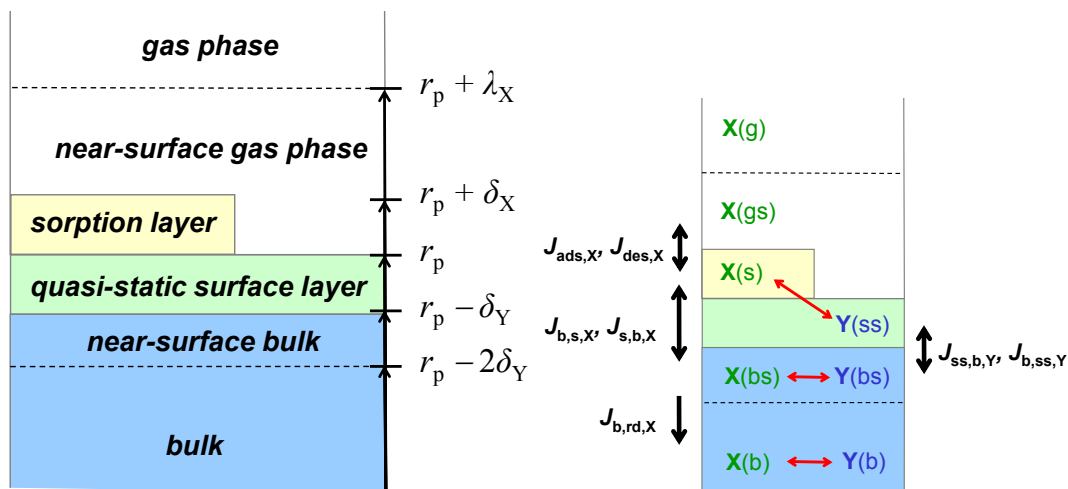 gas phase
r_p + λ_X
near-surface gas phase
r_p + δ_X
sorption layer
r_p
quasi-static surface layer
r_p − δ_Y
near-surface bulk
r_p − 2δ_Y
bulk
X(g)
X(gs)
J_ads,X, J_des,X
X(s)
J_b,s,X, J_s,b,X
Y(ss)
J_ss,b,Y, J_b,ss,Y
X(bs) Y(bs)
J_b,rd,X
X(b) Y(b)